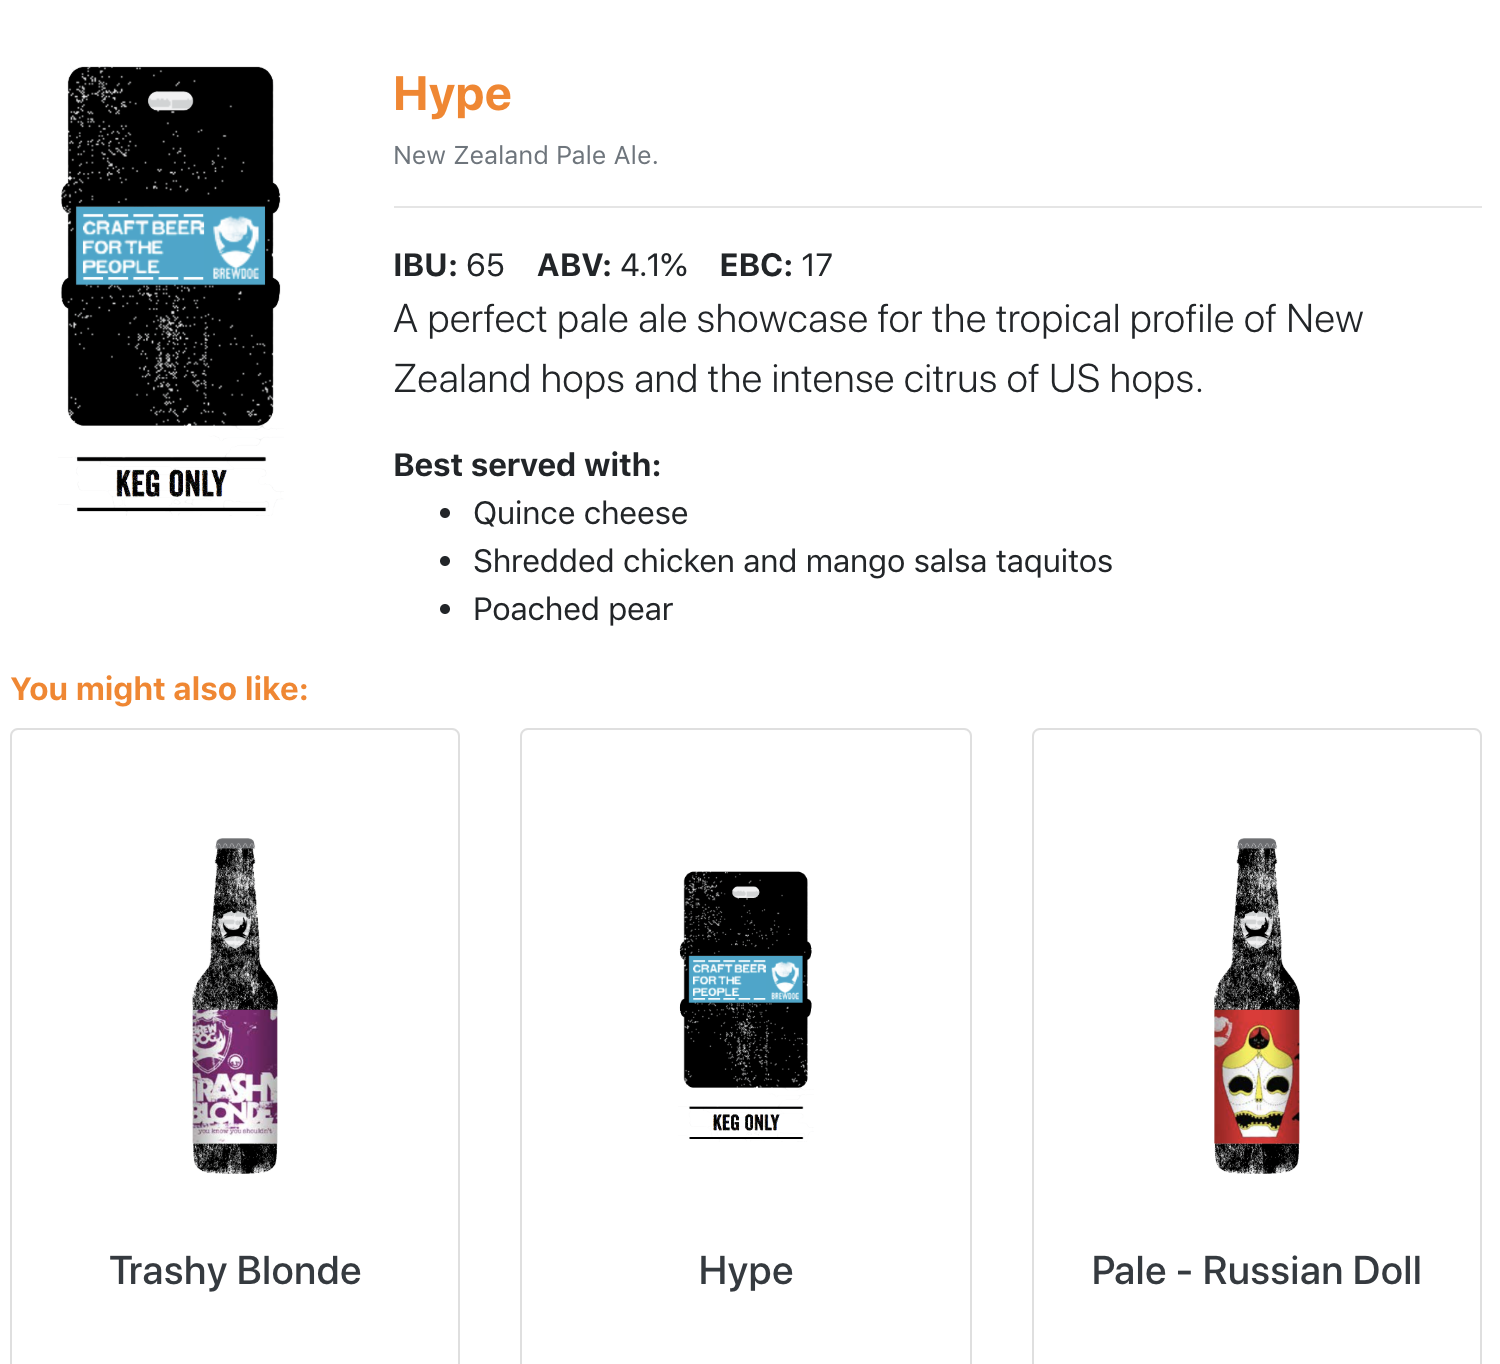 Hype
New Zealand Pale Ale.
CRAFT BEER
FOR THE
PEOPLE
BREWDOG
KEG ONLY
IBU: 65 ABV: 4.1% EBC: 17
A perfect pale ale showcase for the tropical profile of New
Zealand hops and the intense citrus of US hops.
Best served with:
• Quince cheese
• Shredded chicken and mango salsa taquitos
• Poached pear
You might also like:
BREW
DOG
TRASHY
BLONDE
you know you shouldn't
Trashy Blonde
CRAFT BEER
FOR THE
PEOPLE
BREWDOG
KEG ONLY
Hype
Pale - Russian Doll